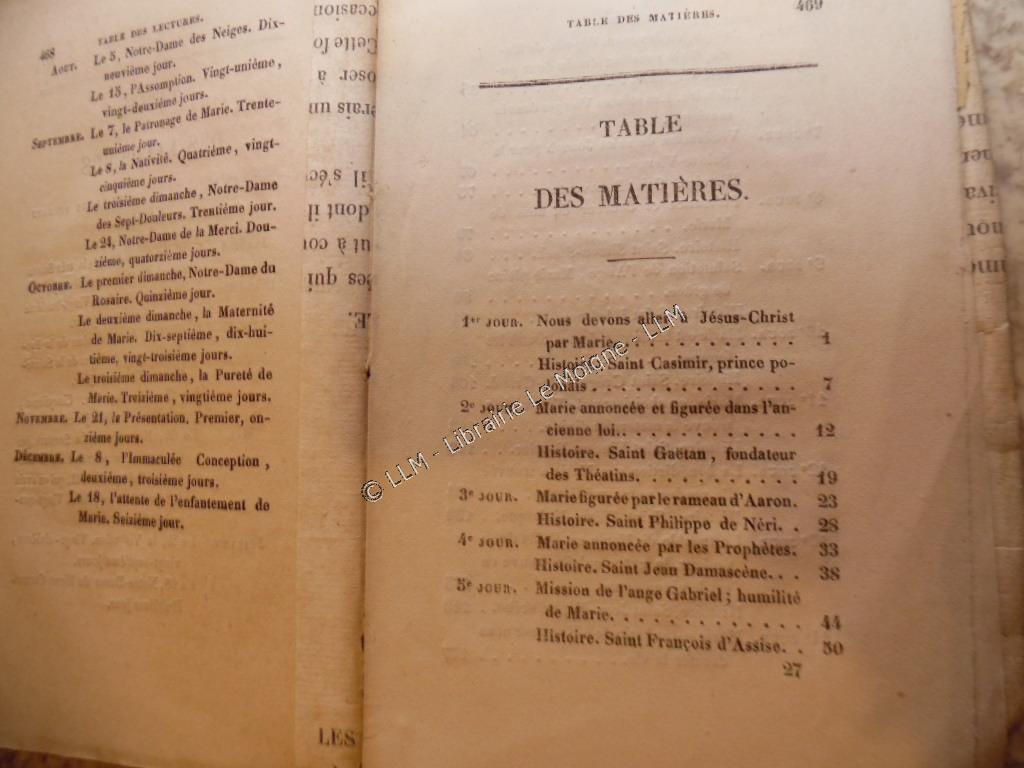 468
TABLE DES LECTURES.
AOUT. Le 5, Notre-Dame des Neiges. Dix-
neuvième jour.
Le 15, l'Assomption. Vingt-unième,
vingt-deuxième jours.
SEPTEMBRE. Le 7, le Patronage de Marie. Trente-
unième jour.
Le 8, la Nativité. Quatrième, vingt-
cinquième jours.
Le troisième dimanche, Notre-Dame
des Sept-Douleurs. Trentième jour.
Le 24, Notre-Dame de la Merci. Dou-
zième, quatorzième jours.
OCTOBRE. Le premier dimanche, Notre-Dame du
Rosaire. Quinzième jour.
Le deuxième dimanche, la Maternité
de Marie. Dix-septième, dix-hui-
tième, vingt-troisième jours.
Le troisième dimanche, la Pureté de
Marie. Treizième, vingtième jours.
NOVEMBRE. Le 21, la Présentation. Premier, on-
zième jours.
DÉCEMBRE. Le 8, l'Immaculée Conception,
deuxième, troisième jours.
Le 18, l'attente de l'enfantement de
Marie. Seizième jour.
LES
TABLE DES MATIÈRES.
469
TABLE
DES MATIÈRES.
1er JOUR. Nous devons aller à Jésus-Christ
par Marie. . . . . . . . . . . . 1
Histoire. Saint Casimir, prince po-
lonais . . . . . . . . . . . . . 7
2e JOUR. Marie annoncée et figurée dans l'an-
cienne loi. . . . . . . . . . . . 12
Histoire. Saint Gaëtan, fondateur
des Théatins. . . . . . . . . . . 19
3e JOUR. Marie figurée par le rameau d'Aaron. 23
Histoire. Saint Philippe de Néri. . 28
4e JOUR. Marie annoncée par les Prophètes. 33
Histoire. Saint Jean Damascène. . . 38
5e JOUR. Mission de l'ange Gabriel; humilité
de Marie. . . . . . . . . . . . . 44
Histoire. Saint François d'Assise. . 50
27
© LLM - Librairie Le Moigne - LLM